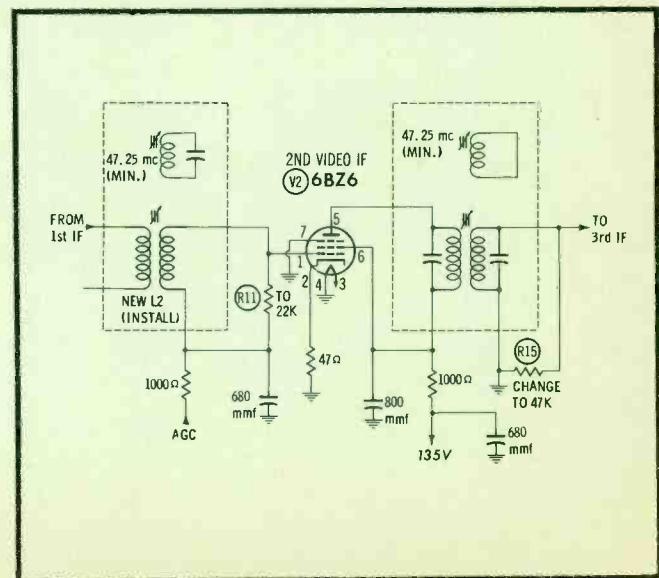 47.25 mc
(MIN.)
2ND VIDEO IF
V2 6BZ6
47.25 mc
(MIN.)
FROM
1st IF
5
7
1
2
4
3
6
TO
3rd IF
NEW L2
(INSTALL)
R11
TO
22K
1000Ω
680
mmf
AGC
47Ω
800
mmf
1000Ω
135V
680
mmf
R15
CHANGE
TO 47K